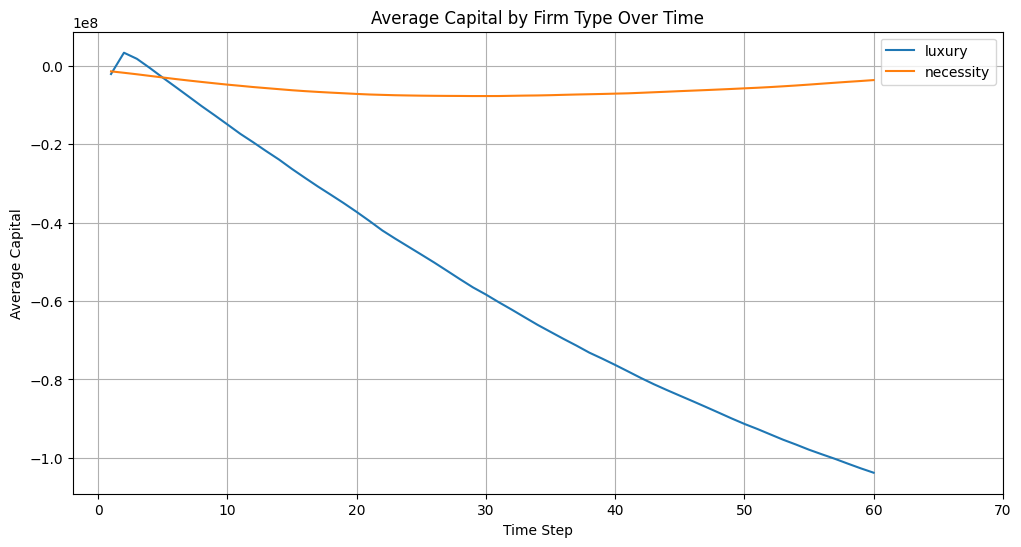 Average Capital by Firm Type Over Time
1e8
luxury
necessity
0.0
−0.2
−0.4
−0.6
−0.8
−1.0
Average Capital
0 10 20 30 40 50 60 70
Time Step